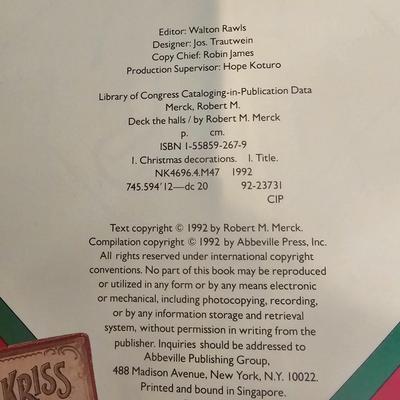 Editor: Walton Rawls
Designer: Jos. Trautwein
Copy Chief: Robin James
Production Supervisor: Hope Koturo
Library of Congress Cataloging-in-Publication Data
Merck, Robert M.
Deck the halls / by Robert M. Merck
p. cm.
ISBN 1-55859-267-9
1. Christmas decorations. I. Title.
NK4696.4.M47 1992
745.594'12—dc 20 92-23731
CIP
Text copyright © 1992 by Robert M. Merck.
Compilation copyright © 1992 by Abbeville Press, Inc.
All rights reserved under international copyright
conventions. No part of this book may be reproduced
or utilized in any form or by any means electronic
or mechanical, including photocopying, recording,
or by any information storage and retrieval
system, without permission in writing from the
publisher. Inquiries should be addressed to
Abbeville Publishing Group,
488 Madison Avenue, New York, N.Y. 10022.
Printed and bound in Singapore.
KRISS